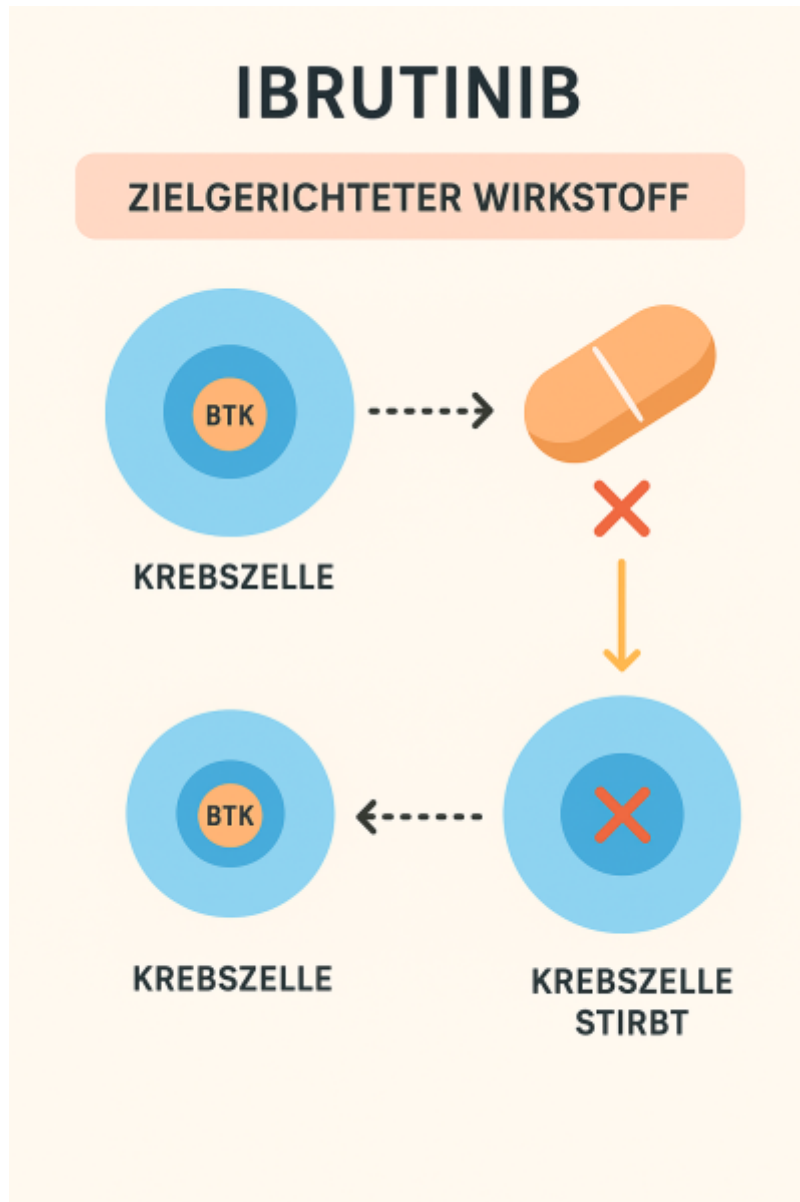 IBRUTINIB
ZIELGERICHTETER WIRKSTOFF
BTK
KREBSZELLE
BTK
KREBSZELLE
KREBSZELLE
STIRBT